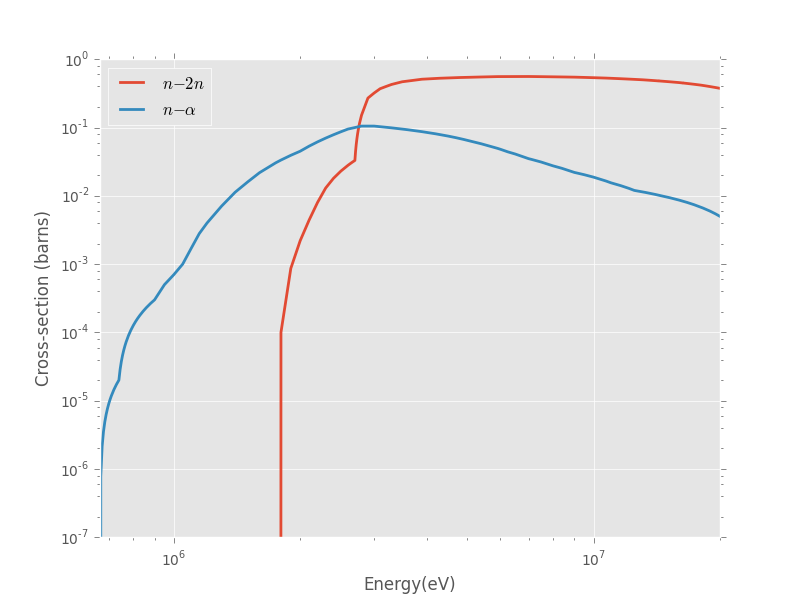 10⁰
10⁻¹
10⁻²
10⁻³
10⁻⁴
10⁻⁵
10⁻⁶
10⁻⁷
Cross-section (barns)
n−2n
n−α
10⁶
10⁷
Energy(eV)